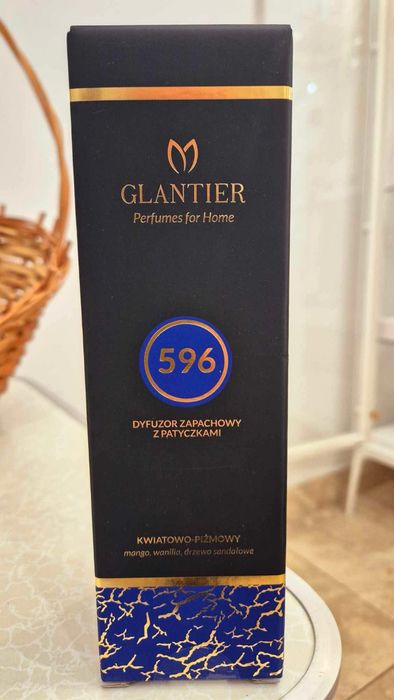 GLANTIER
Perfumes for Home
596
DYFUZOR ZAPACHOWY
Z PATYCZKAMI
KWIATOWO-PIŻMOWY
mango, wanilia, drzewo sandałowe